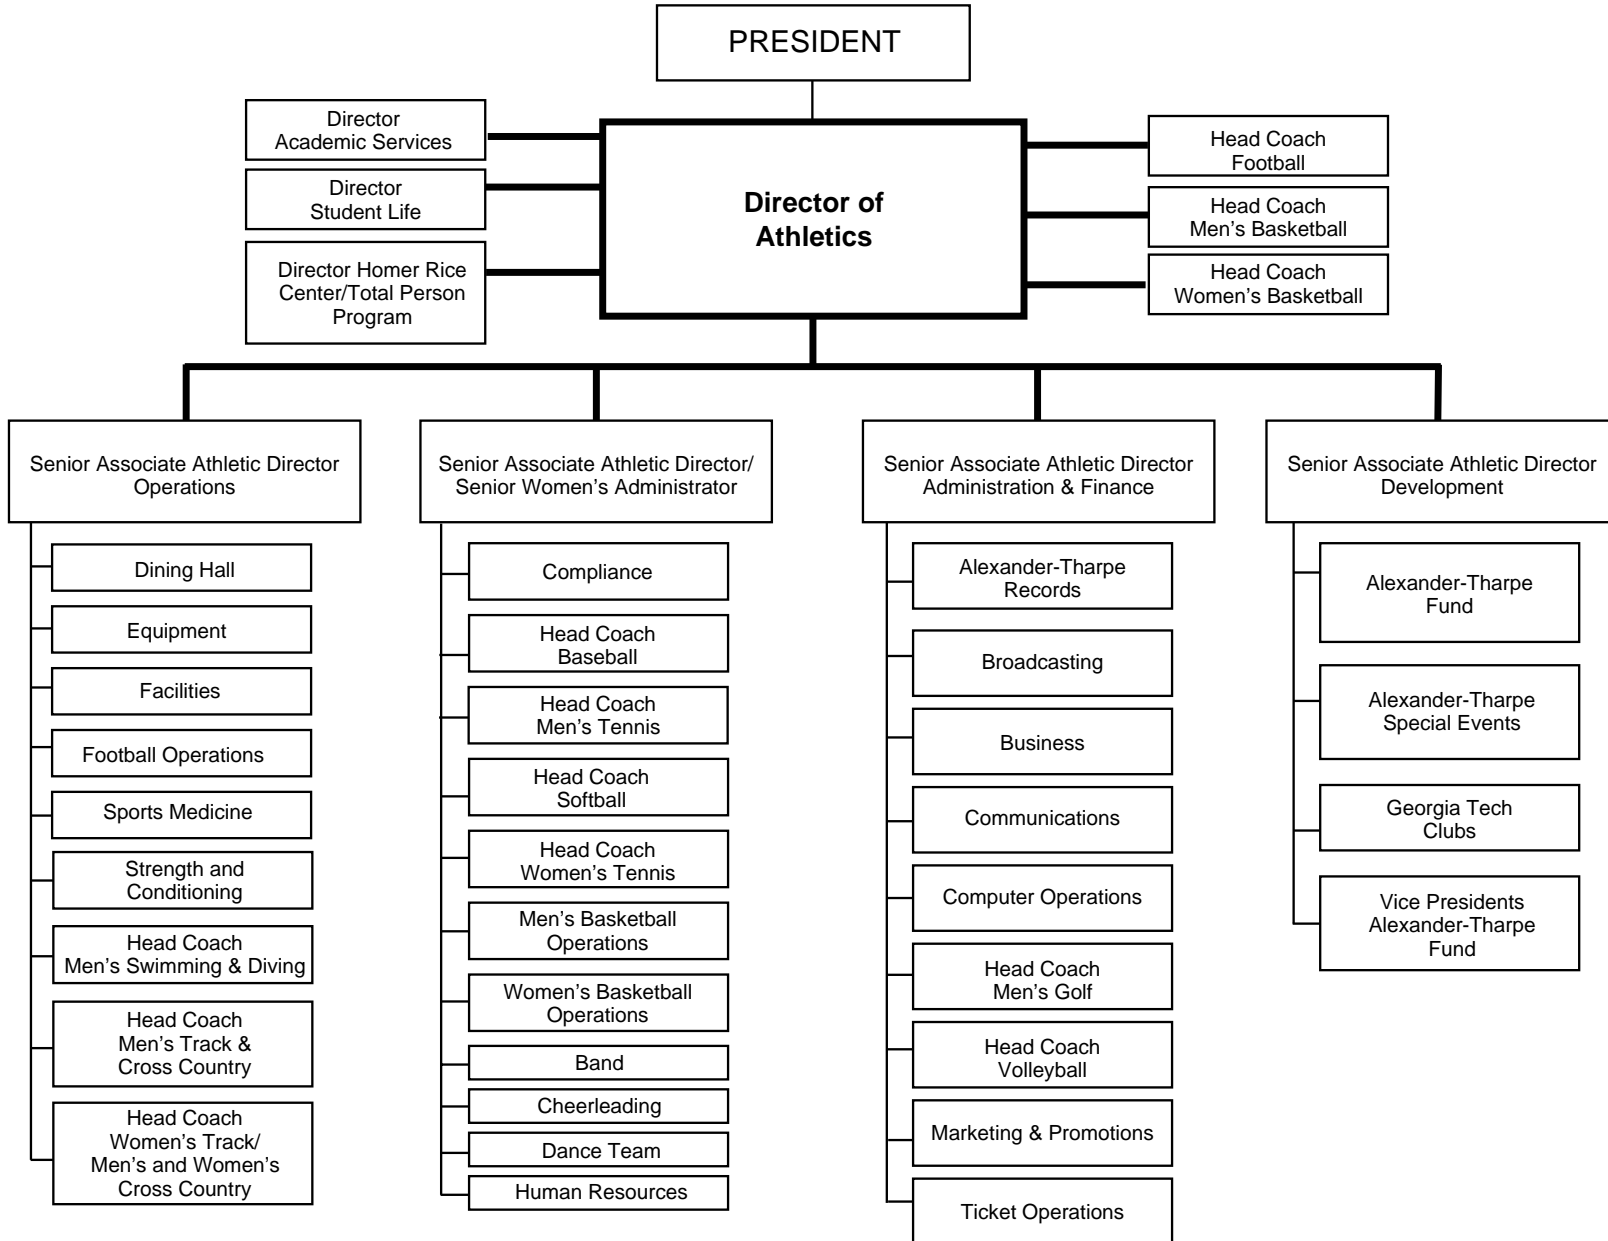 PRESIDENT
Director
Academic Services
Director
Student Life
Director Homer Rice
Center/Total Person
Program
Director of
Athletics
Head Coach
Football
Head Coach
Men’s Basketball
Head Coach
Women’s Basketball
Senior Associate Athletic Director
Operations
Dining Hall
Equipment
Facilities
Football Operations
Sports Medicine
Strength and
Conditioning
Head Coach
Men’s Swimming & Diving
Head Coach
Men’s Track &
Cross Country
Head Coach
Women’s Track/
Men’s and Women’s
Cross Country
Senior Associate Athletic Director/
Senior Women’s Administrator
Compliance
Head Coach
Baseball
Head Coach
Men’s Tennis
Head Coach
Softball
Head Coach
Women’s Tennis
Men’s Basketball
Operations
Women’s Basketball
Operations
Band
Cheerleading
Dance Team
Human Resources
Senior Associate Athletic Director
Administration & Finance
Alexander-Tharpe
Records
Broadcasting
Business
Communications
Computer Operations
Head Coach
Men’s Golf
Head Coach
Volleyball
Marketing & Promotions
Ticket Operations
Senior Associate Athletic Director
Development
Alexander-Tharpe
Fund
Alexander-Tharpe
Special Events
Georgia Tech
Clubs
Vice Presidents
Alexander-Tharpe
Fund